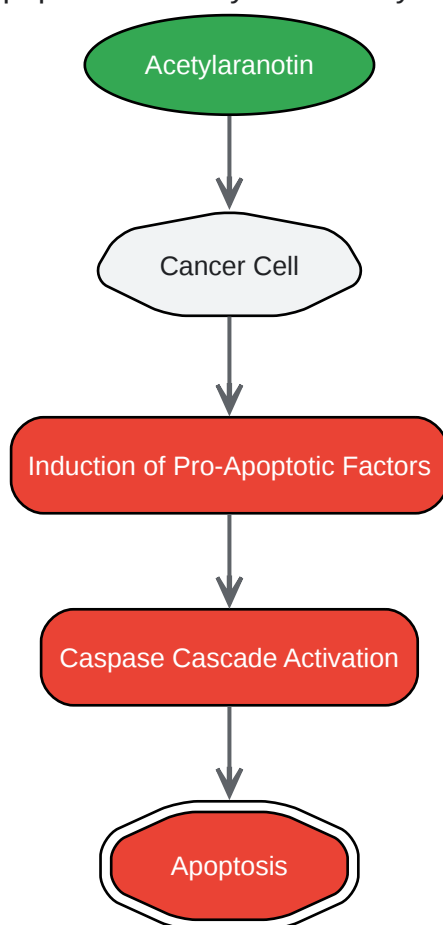 Acetylaranotin
Cancer Cell
Induction of Pro-Apoptotic Factors
Caspase Cascade Activation
Apoptosis